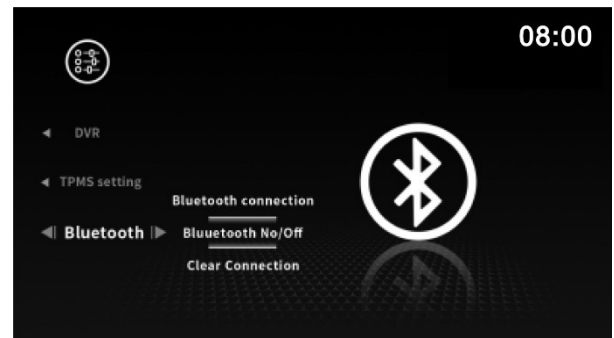 08:00
DVR
TPMS setting
Bluetooth connection
Bluetooth
Bluuetooth No/Off
Clear Connection